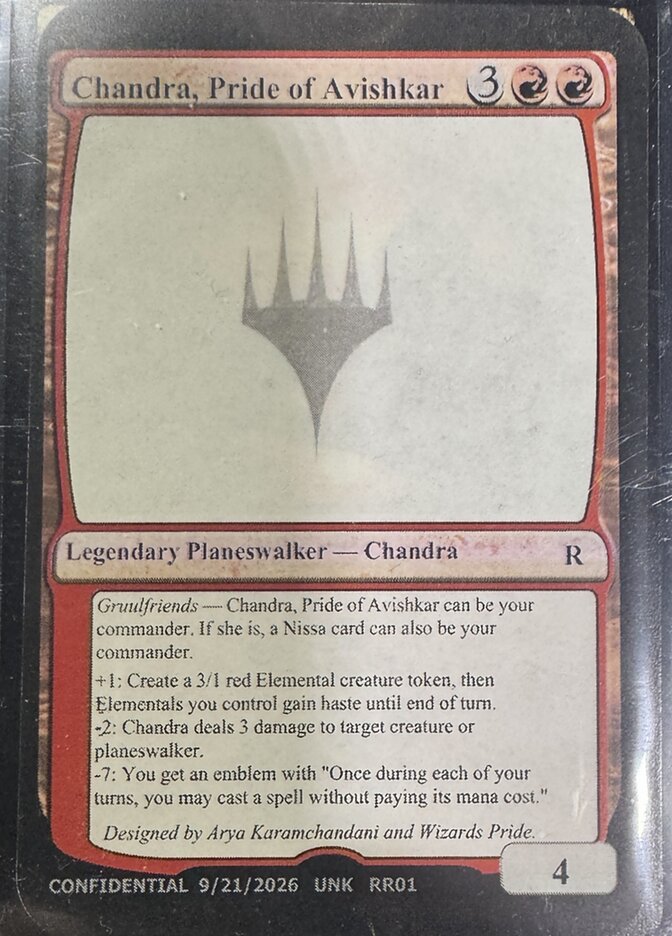 Chandra, Pride of Avishkar 3
Legendary Planeswalker — Chandra R
Gruulfriends — Chandra, Pride of Avishkar can be your
commander. If she is, a Nissa card can also be your
commander.
+1: Create a 3/1 red Elemental creature token, then
Elementals you control gain haste until end of turn.
-2: Chandra deals 3 damage to target creature or
planeswalker.
-7: You get an emblem with "Once during each of your
turns, you may cast a spell without paying its mana cost."
Designed by Arya Karamchandani and Wizards Pride.
4
CONFIDENTIAL 9/21/2026 UNK RR01